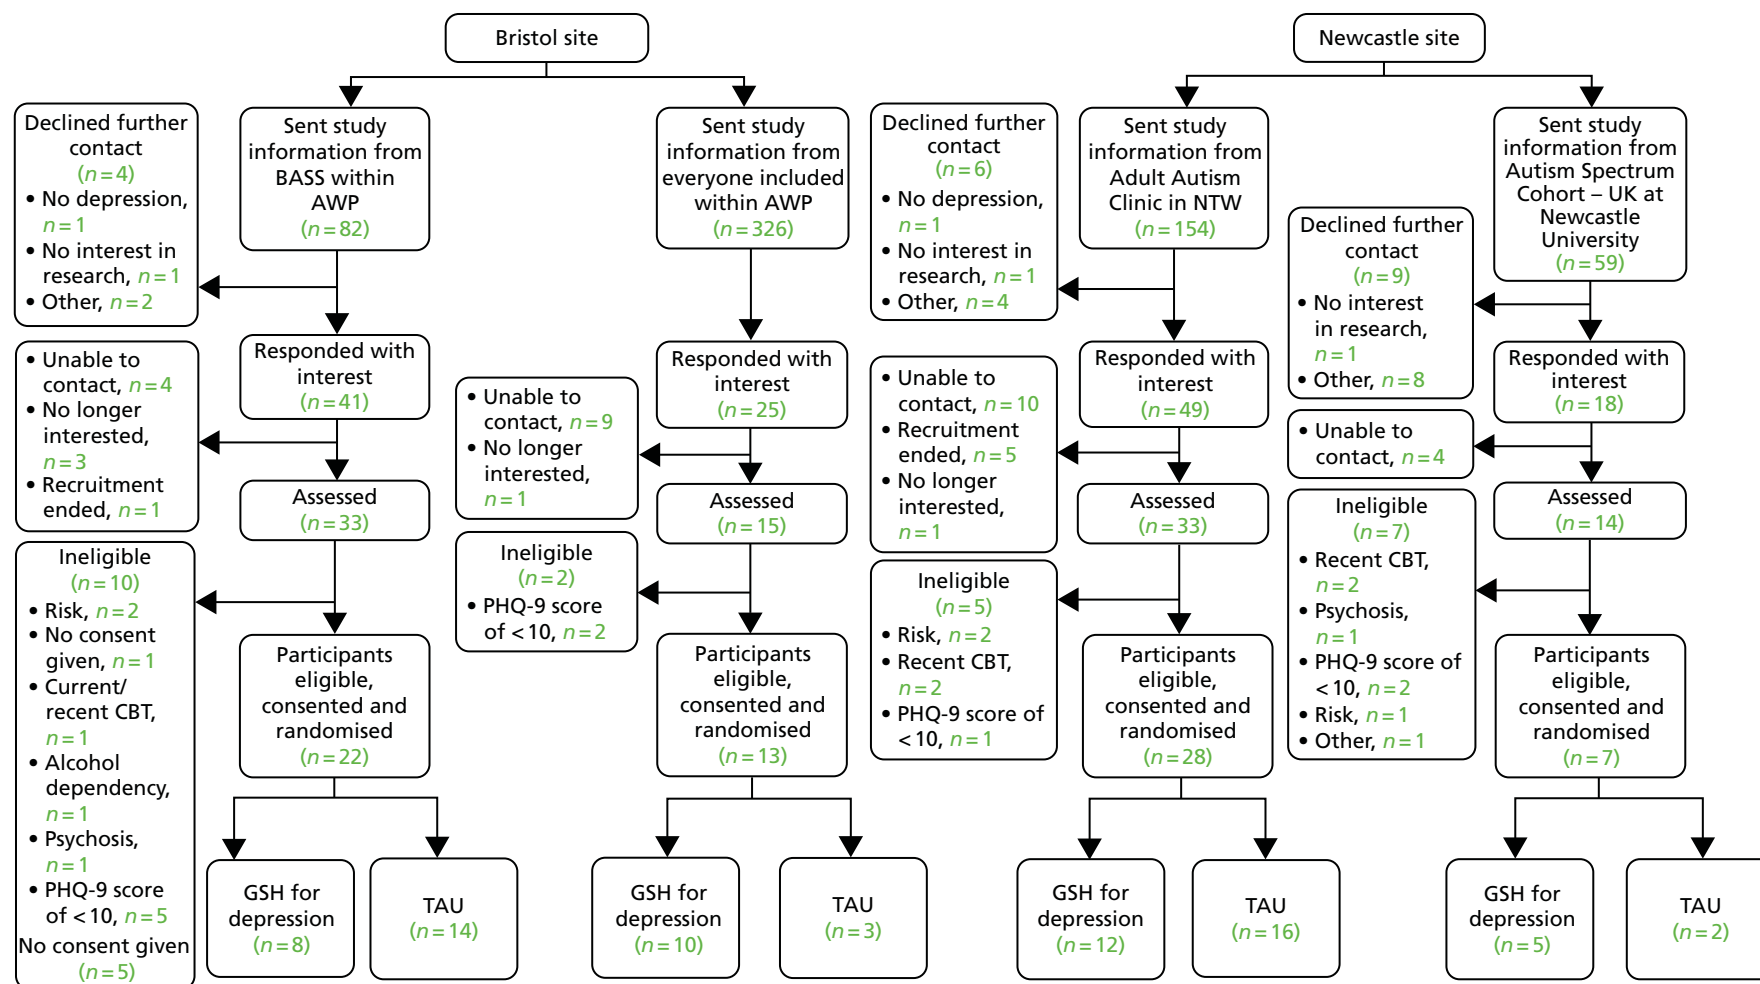 Bristol site
Declined further
contact
(n=4)
• No depression,
n=1
• No interest in
research, n=1
• Other, n=2
Sent study
information from
BASS within
AWP
(n=82)
• Unable to
contact, n=4
• No longer
interested,
n=3
• Recruitment
ended, n=1
Responded with
interest
(n=41)
Assessed
(n=33)
Ineligible
(n=10)
• Risk, n=2
• No consent
given, n=1
• Current/
recent CBT,
n=1
• Alcohol
dependency,
n=1
• Psychosis,
n=1
• PHQ-9 score
of <10, n=5
No consent given
(n=5)
Participants
eligible,
consented and
randomised
(n=22)
GSH for
depression
(n=8)
TAU
(n=14)
Sent study
information from
everyone included
within AWP
(n=326)
Responded with
interest
(n=25)
• Unable to
contact, n=9
• No longer
interested,
n=1
Assessed
(n=15)
Ineligible
(n=2)
• PHQ-9 score
of <10, n=2
Participants
eligible,
consented and
randomised
(n=13)
GSH for
depression
(n=10)
TAU
(n=3)
Newcastle site
Declined further
contact
(n=6)
• No depression,
n=1
• No interest in
research, n=1
• Other, n=4
Sent study
information from
Adult Autism
Clinic in NTW
(n=154)
Responded with
interest
(n=49)
• Unable to
contact, n=10
• Recruitment
ended, n=5
• No longer
interested,
n=1
Assessed
(n=33)
Ineligible
(n=5)
• Risk, n=2
• Recent CBT,
n=2
• PHQ-9 score of
<10, n=1
Participants
eligible,
consented and
randomised
(n=28)
GSH for
depression
(n=12)
TAU
(n=16)
Sent study
information from
Autism Spectrum
Cohort – UK at
Newcastle
University
(n=59)
Declined further
contact
(n=9)
• No interest
in research,
n=1
• Other, n=8
Responded with
interest
(n=18)
• Unable to
contact, n=4
Assessed
(n=14)
Ineligible
(n=7)
• Recent CBT,
n=2
• Psychosis,
n=1
• PHQ-9 score of
<10, n=2
• Risk, n=1
• Other, n=1
Participants
eligible,
consented and
randomised
(n=7)
GSH for
depression
(n=5)
TAU
(n=2)